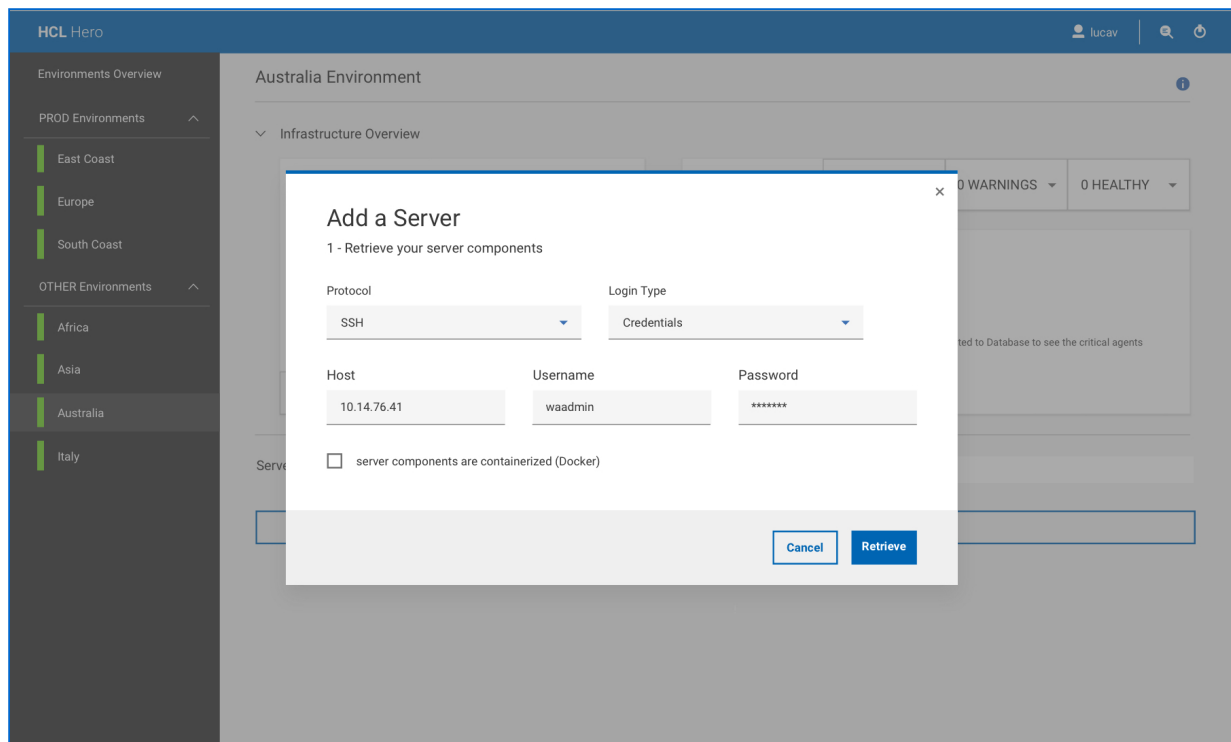 HCL Hero
lucav
Environments Overview
PROD Environments
East Coast
Europe
South Coast
OTHER Environments
Africa
Asia
Australia
Italy
Australia Environment
Infrastructure Overview
0 WARNINGS
0 HEALTHY
ted to Database to see the critical agents
Serve
Add a Server
1 - Retrieve your server components
Protocol Login Type
SSH Credentials
Host Username Password
10.14.76.41 waadmin *******
server components are containerized (Docker)
Cancel Retrieve